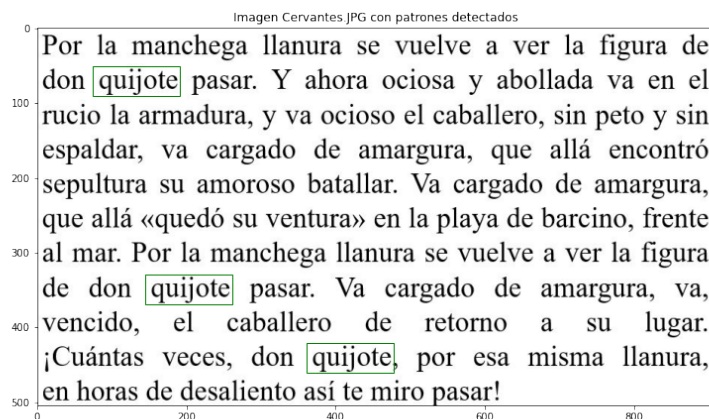 Imagen Cervantes.JPG con patrones detectados
0
Por la manchega llanura se vuelve a ver la figura de
don quijote pasar. Y ahora ociosa y abollada va en el
100
rucio la armadura, y va ocioso el caballero, sin peto y sin
espaldar, va cargado de amargura, que allá encontró
200
sepultura su amoroso batallar. Va cargado de amargura,
que allá «quedó su ventura» en la playa de barcino, frente
300
al mar. Por la manchega llanura se vuelve a ver la figura
de don quijote pasar. Va cargado de amargura, va,
400
vencido, el caballero de retorno a su lugar.
¡Cuántas veces, don quijote, por esa misma llanura,
500
en horas de desaliento así te miro pasar!
0 200 400 600 800